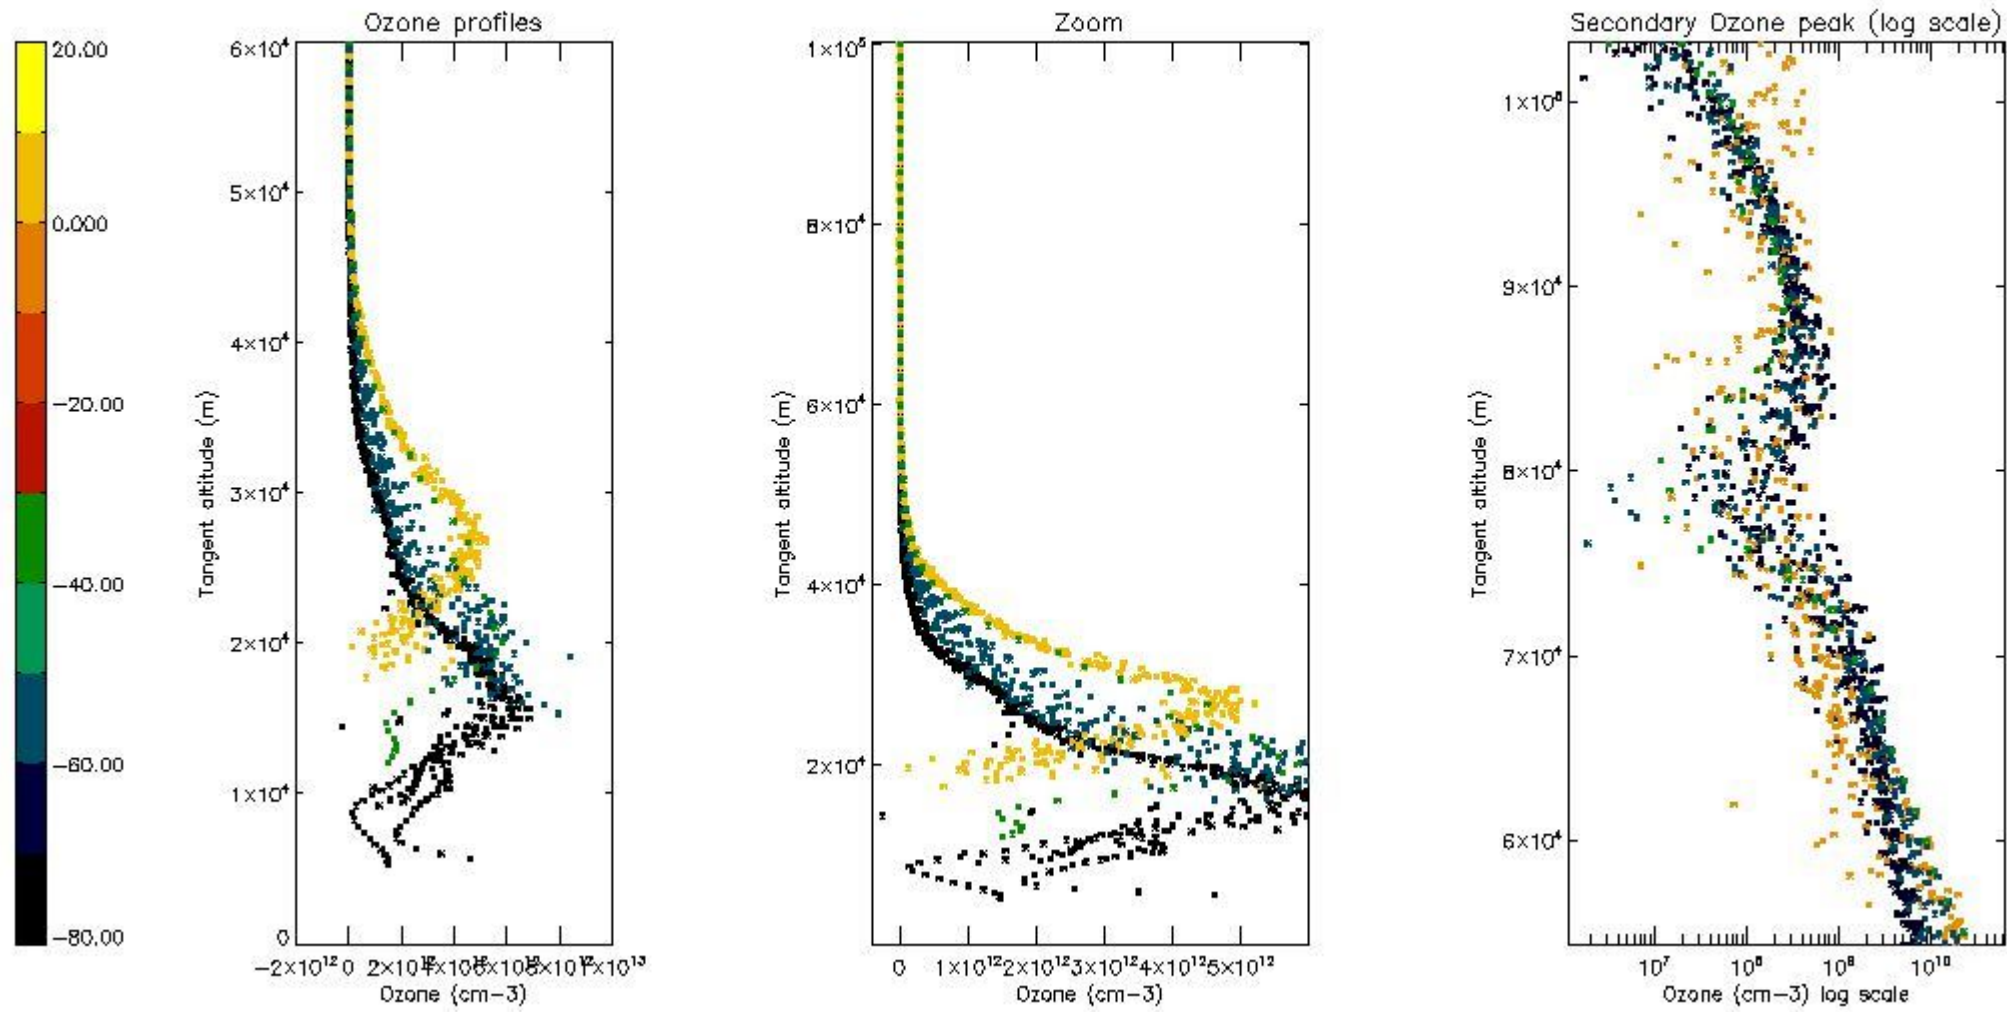 Ozone profiles
Zoom
Secondary Ozone peak (log scale)
20.00
0.000
−20.00
−40.00
−60.00
−80.00
6×10⁴
5×10⁴
4×10⁴
3×10⁴
2×10⁴
1×10⁴
0
Tangent altitude (m)
−2×10¹² 0
Ozone (cm−3)
1×10⁵
8×10⁴
6×10⁴
4×10⁴
2×10⁴
Tangent altitude (m)
0 1×10¹² 2×10¹² 3×10¹² 4×10¹² 5×10¹²
Ozone (cm−3)
9×10⁴
8×10⁴
7×10⁴
6×10⁴
Tangent altitude (m)
10⁷ 10⁸ 10⁹ 10¹⁰
Ozone (cm−3) log scale